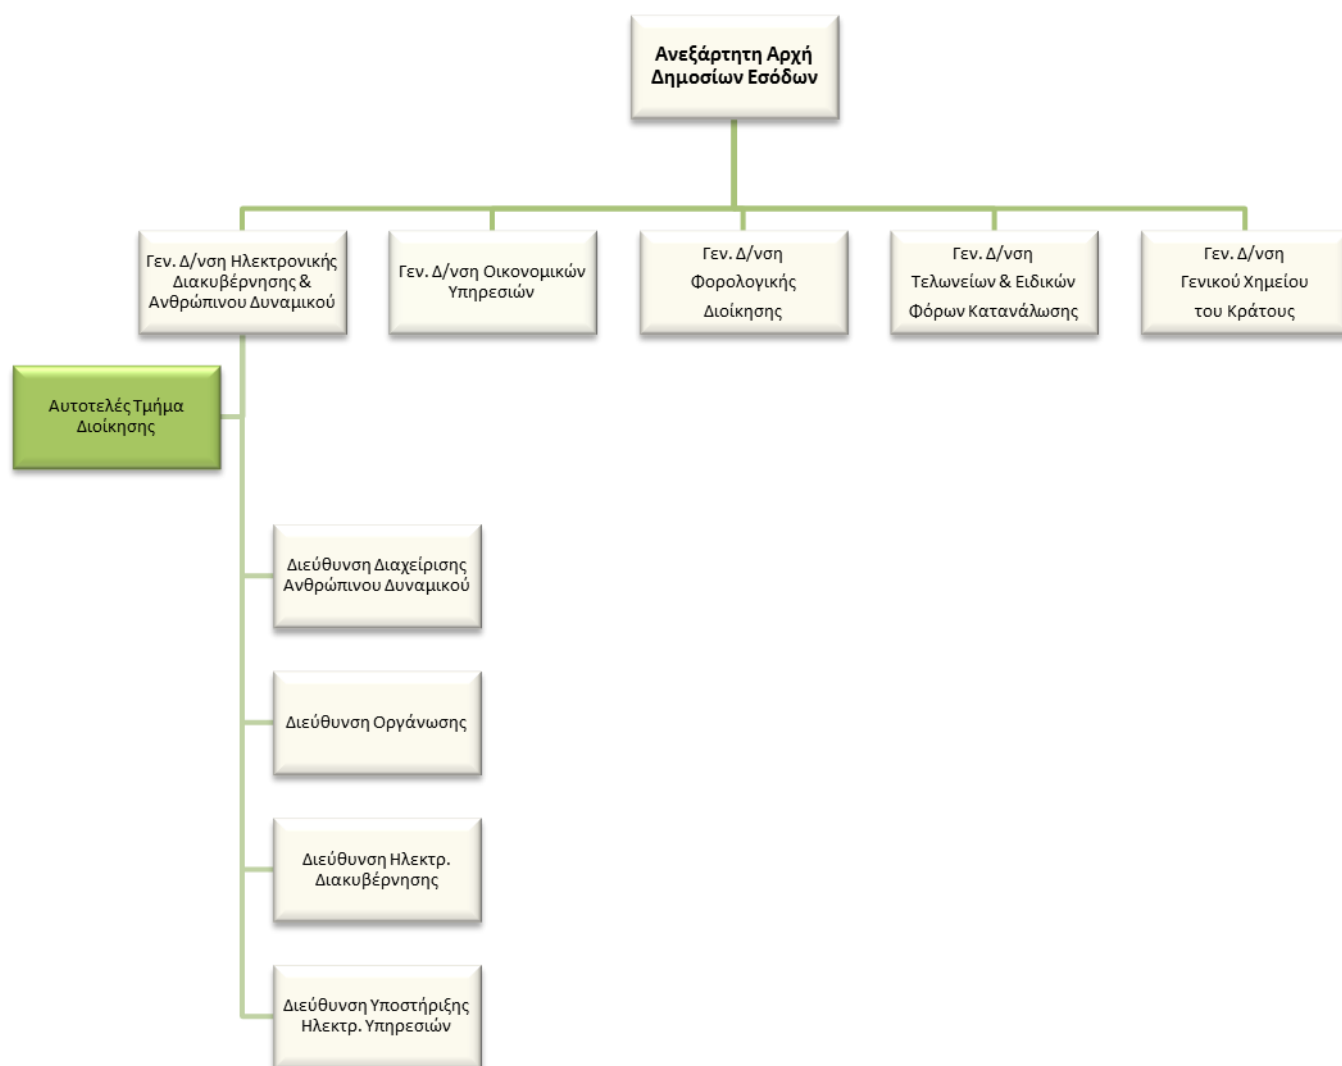 Ανεξάρτητη Αρχή
Δημοσίων Εσόδων
Γεν. Δ/νση Ηλεκτρονικής
Διακυβέρνησης &
Ανθρώπινου Δυναμικού
Γεν. Δ/νση Οικονομικών
Υπηρεσιών
Γεν. Δ/νση
Φορολογικής
Διοίκησης
Γεν. Δ/νση
Τελωνείων & Ειδικών
Φόρων Κατανάλωσης
Γεν. Δ/νση
Γενικού Χημείου
του Κράτους
Αυτοτελές Τμήμα
Διοίκησης
Διεύθυνση Διαχείρισης
Ανθρώπινου Δυναμικού
Διεύθυνση Οργάνωσης
Διεύθυνση Ηλεκτρ.
Διακυβέρνησης
Διεύθυνση Υποστήριξης
Ηλεκτρ. Υπηρεσιών